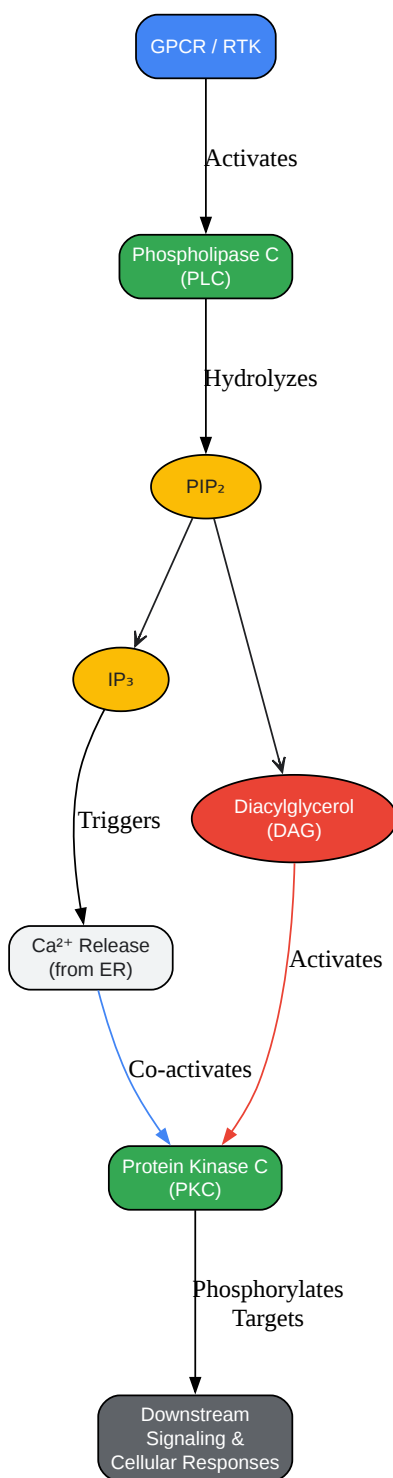 GPCR / RTK
Activates
Phospholipase C
(PLC)
Hydrolyzes
PIP₂
IP₃
Triggers
Diacylglycerol
(DAG)
Ca²⁺ Release
(from ER)
Activates
Co-activates
Protein Kinase C
(PKC)
Phosphorylates
Targets
Downstream
Signaling &
Cellular Responses